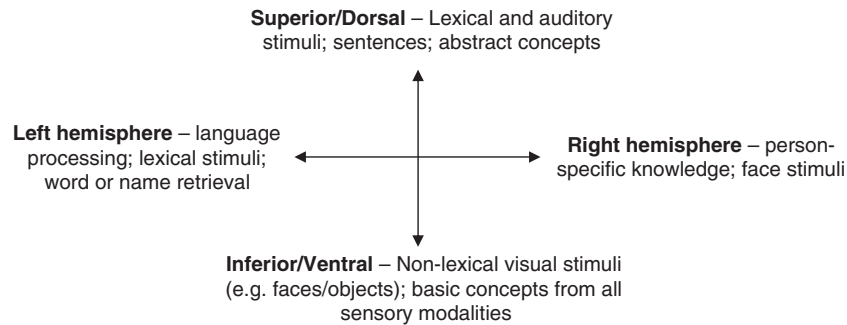 Superior/Dorsal – Lexical and auditory
stimuli; sentences; abstract concepts
Left hemisphere – language
processing; lexical stimuli;
word or name retrieval
Right hemisphere – person-
specific knowledge; face stimuli
Inferior/Ventral – Non-lexical visual stimuli
(e.g. faces/objects); basic concepts from all
sensory modalities